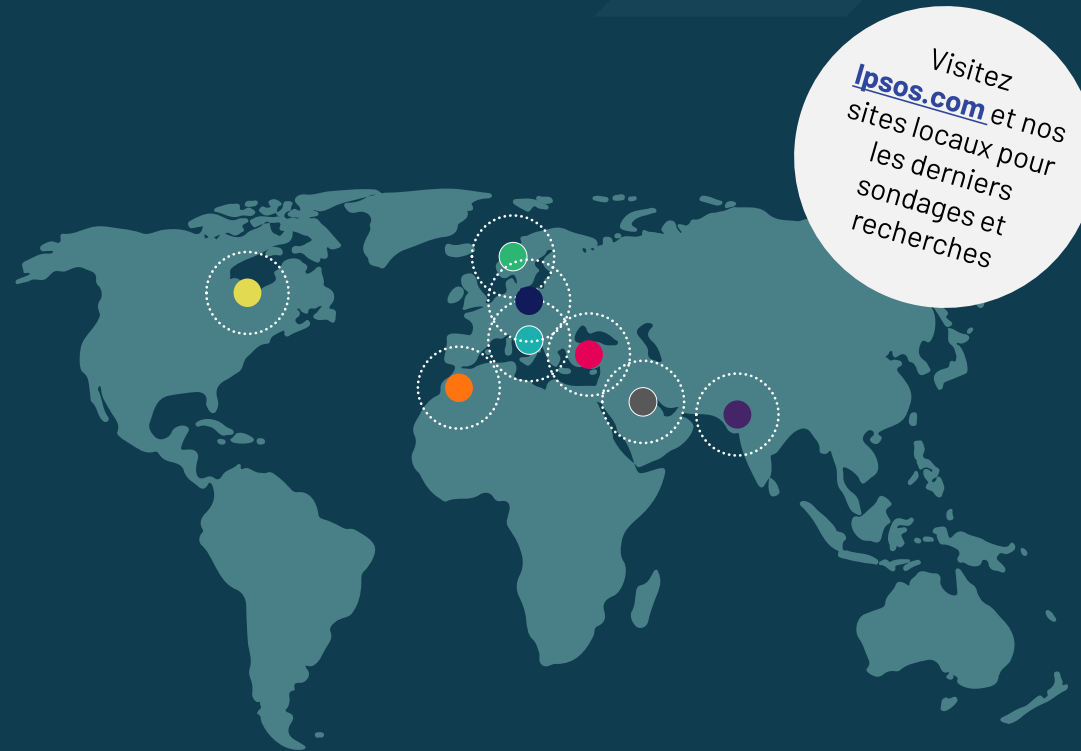 Visitez
Ipsos.com et nos
sites locaux pour
les derniers
sondages et
recherches